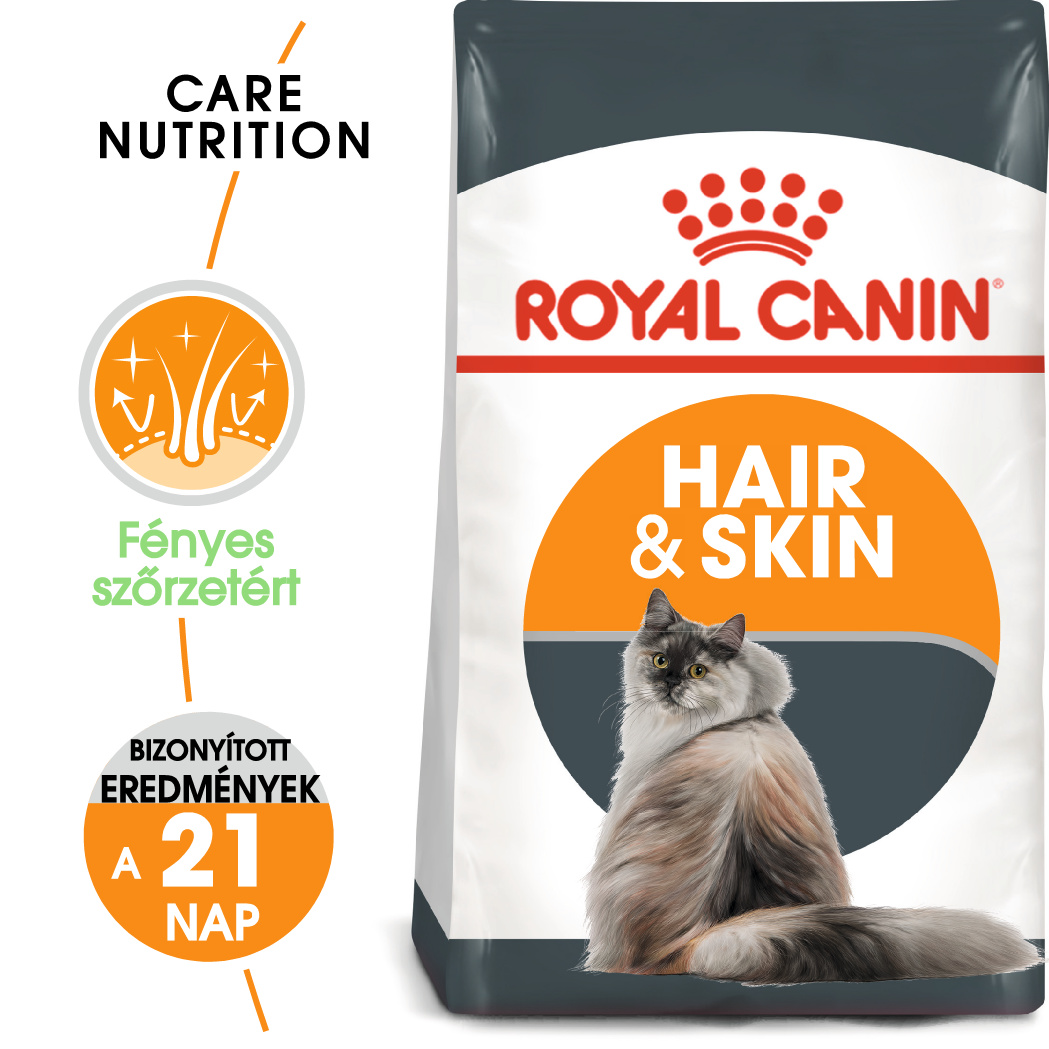 CARE
NUTRITION
Fényes
szőrzetért
BIZONYÍTOTT
EREDMÉNYEK
A 21
NAP
ROYAL CANIN®
HAIR
& SKIN